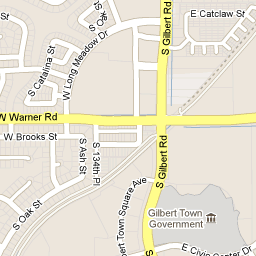 E Catclaw St
S Gilbert Rd
W Long Meadow Dr
S Catalina St
S Oak St
W Warner Rd
W Brooks St
S Ash St
S 134th Pl
S Gilbert Rd
S Oak St
bert Town Square Ave
Gilbert Town
Government
E Civic Center Dr